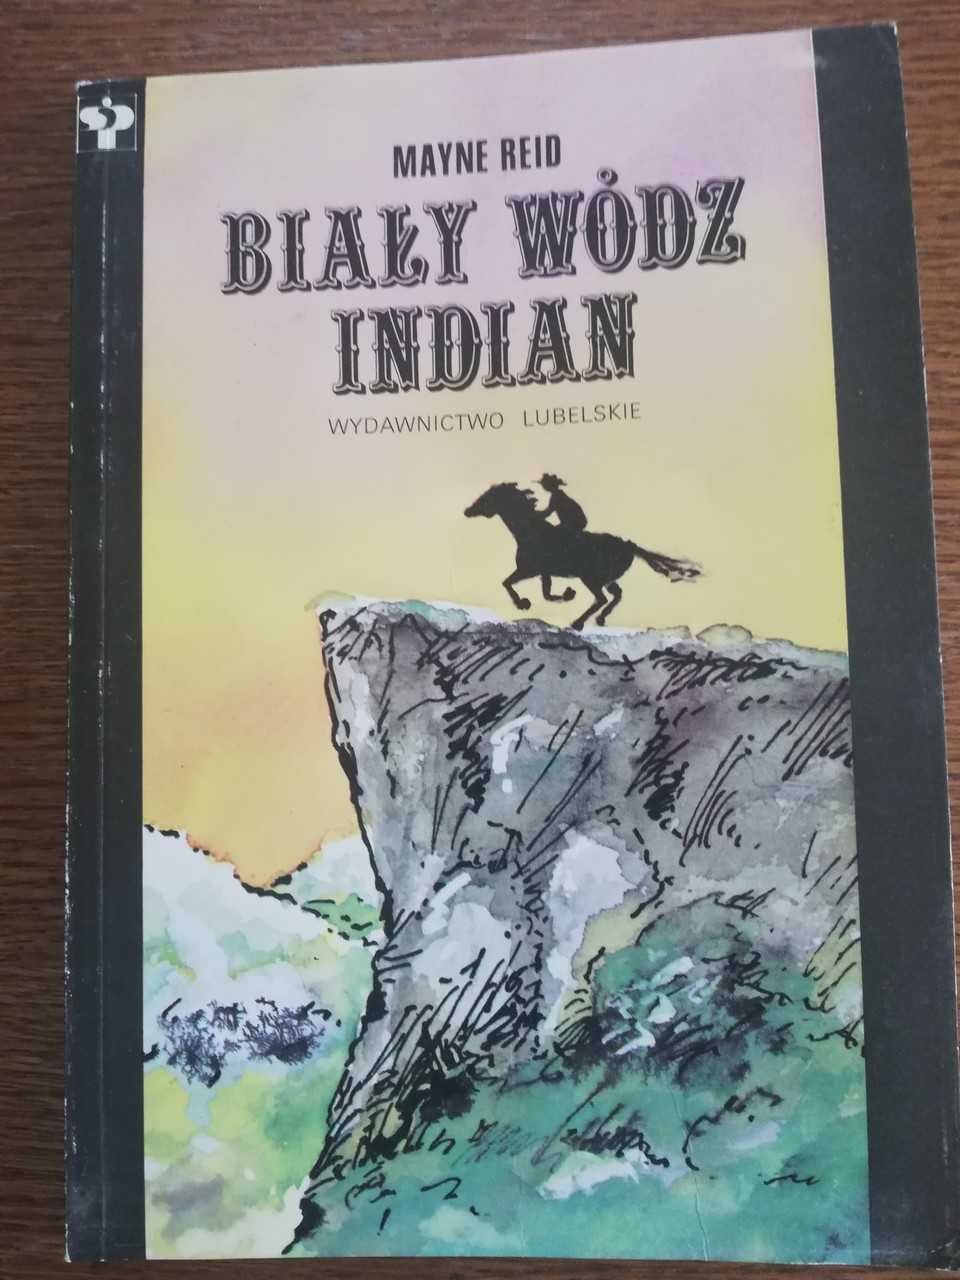 MAYNE REID
BIAŁY WÓDZ
INDIAN
WYDAWNICTWO LUBELSKIE